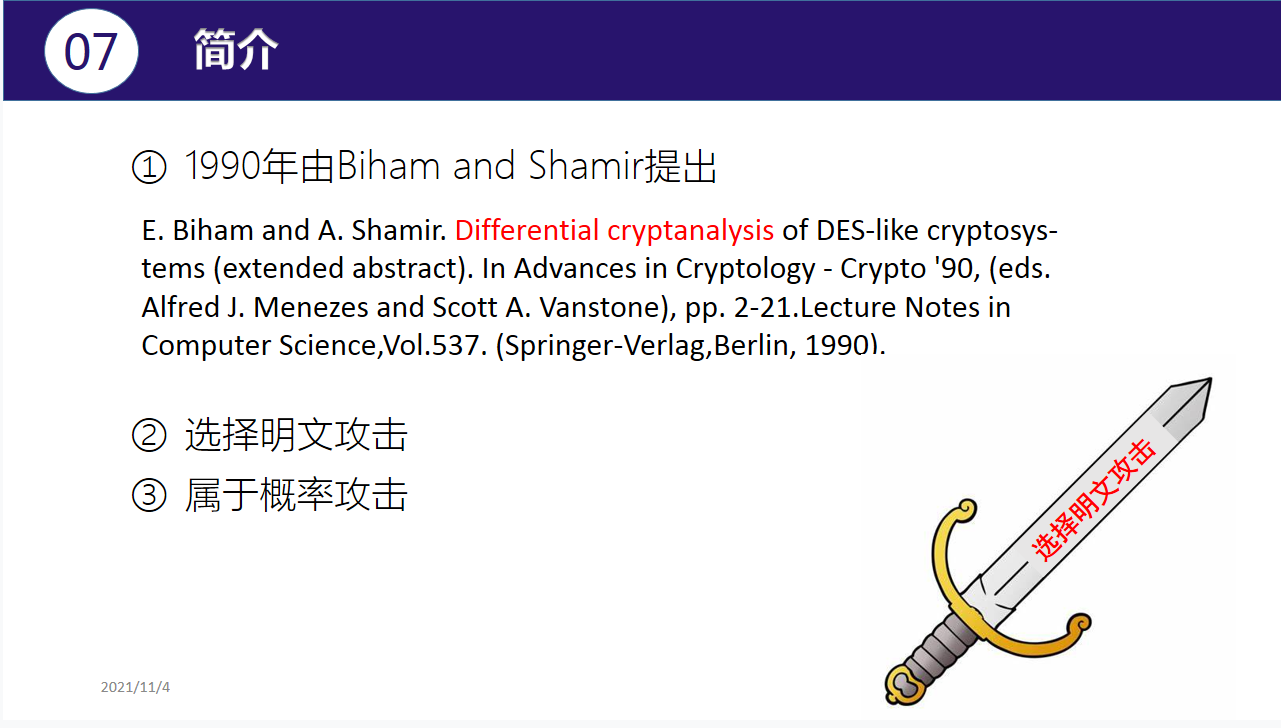 07 简介
① 1990年由Biham and Shamir提出
E. Biham and A. Shamir. Differential cryptanalysis of DES-like cryptosys-
tems (extended abstract). In Advances in Cryptology - Crypto '90, (eds.
Alfred J. Menezes and Scott A. Vanstone), pp. 2-21.Lecture Notes in
Computer Science,Vol.537. (Springer-Verlag,Berlin, 1990).
② 选择明文攻击
③ 属于概率攻击
选择明文攻击
2021/11/4